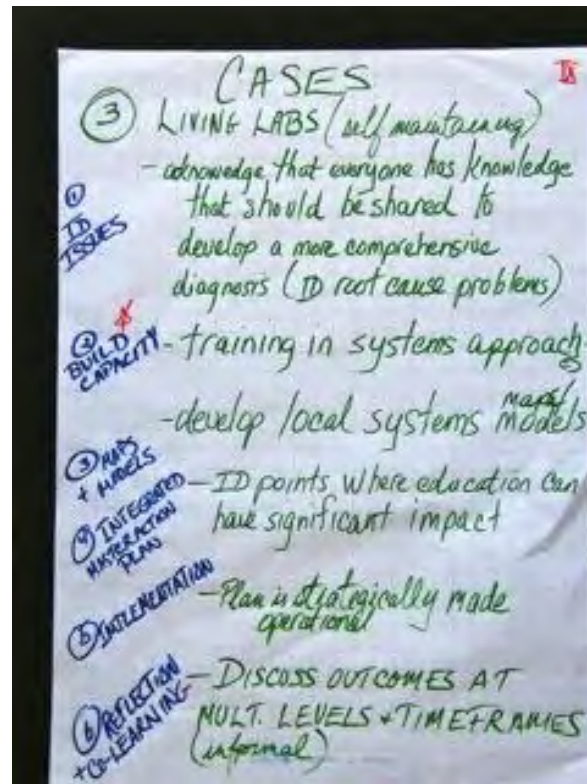 CASES
③ LIVING LABS (self maintaining)
① ID ISSUES
- acknowedge that everyone has knowledge
that should be shared to
develop a more comprehensive
diagnosis (ID root cause problems)
② BUILD CAPACITY
- training in systems approach
- develop local systems maps/
models
③ MAPS + MODELS
④ INTEGRATED
PLAN
- ID points where education can
have significant impact
⑤ IMPLEMENTATION
- Plan is strategically made
operational
⑥ REFLECTION
+ CO-LEARNING
- DISCUSS OUTCOMES AT
MULT. LEVELS + TIMEFRAMES
(informal)